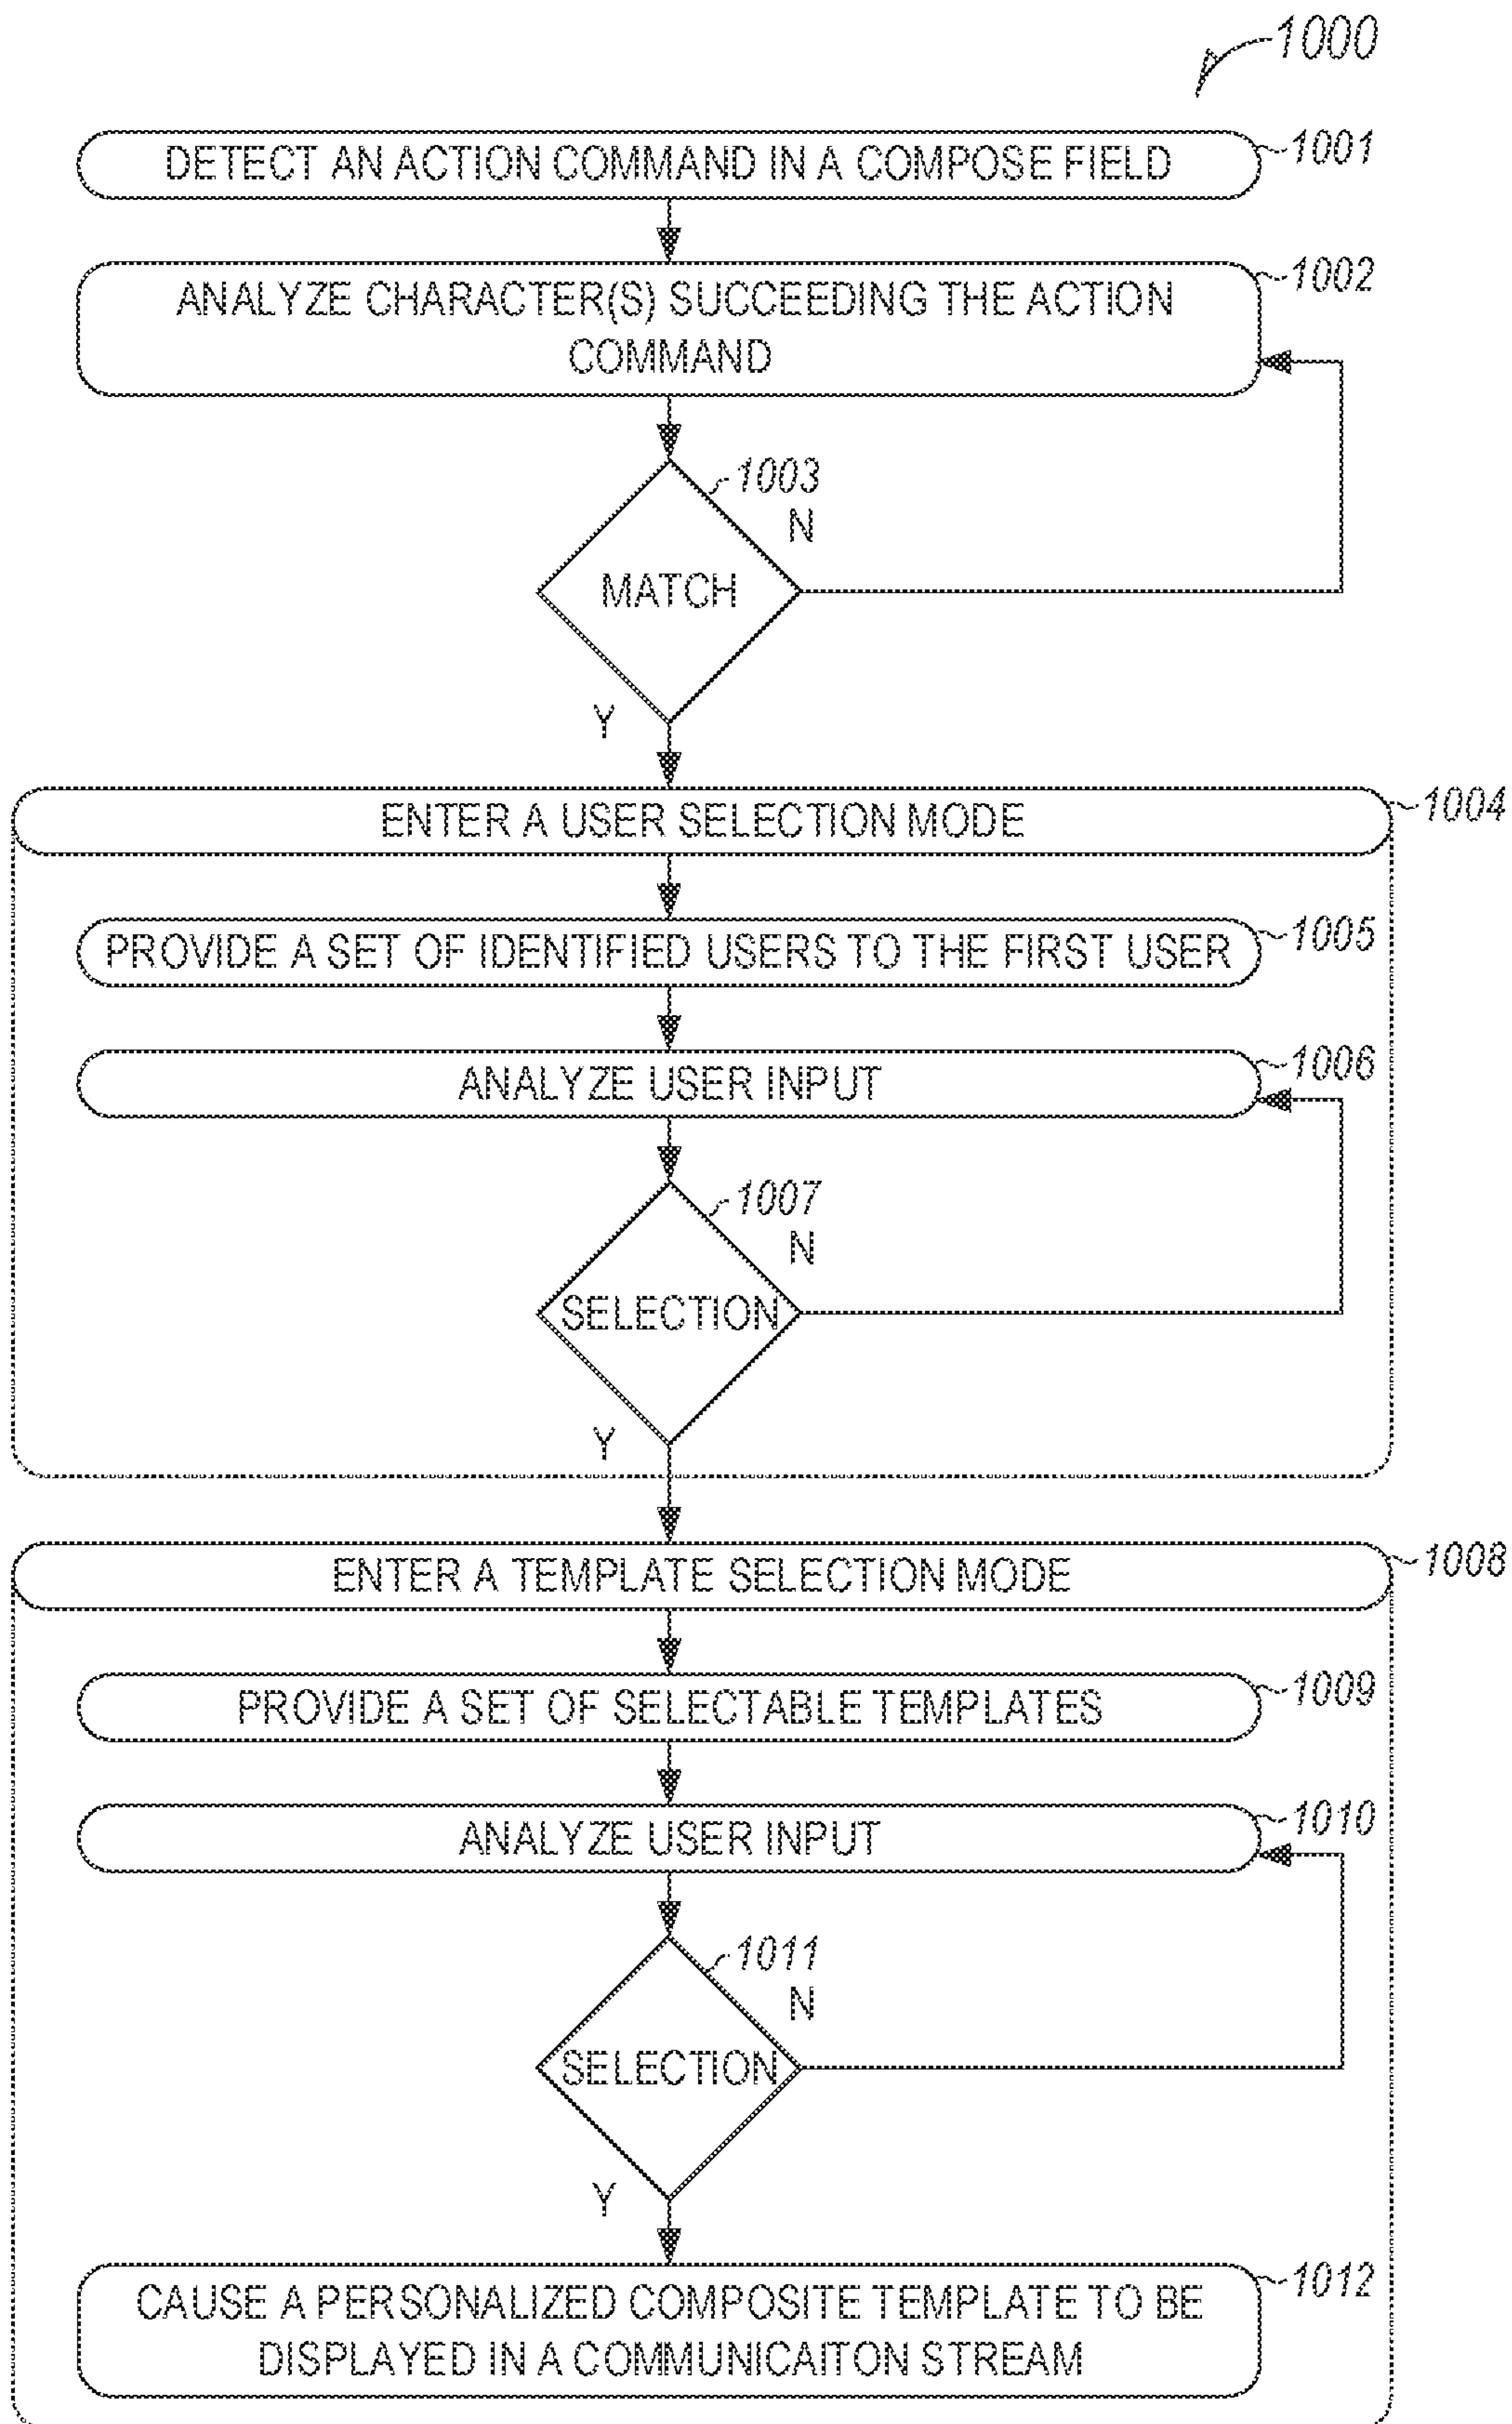 1000
DETECT AN ACTION COMMAND IN A COMPOSE FIELD
1001
ANALYZE CHARACTER(S) SUCCEEDING THE ACTION
COMMAND
1002
1003
N
MATCH
Y
ENTER A USER SELECTION MODE
1004
PROVIDE A SET OF IDENTIFIED USERS TO THE FIRST USER
1005
ANALYZE USER INPUT
1006
1007
N
SELECTION
Y
ENTER A TEMPLATE SELECTION MODE
1008
PROVIDE A SET OF SELECTABLE TEMPLATES
1009
ANALYZE USER INPUT
1010
1011
N
SELECTION
Y
CAUSE A PERSONALIZED COMPOSITE TEMPLATE TO BE
DISPLAYED IN A COMMUNICAITON STREAM
1012